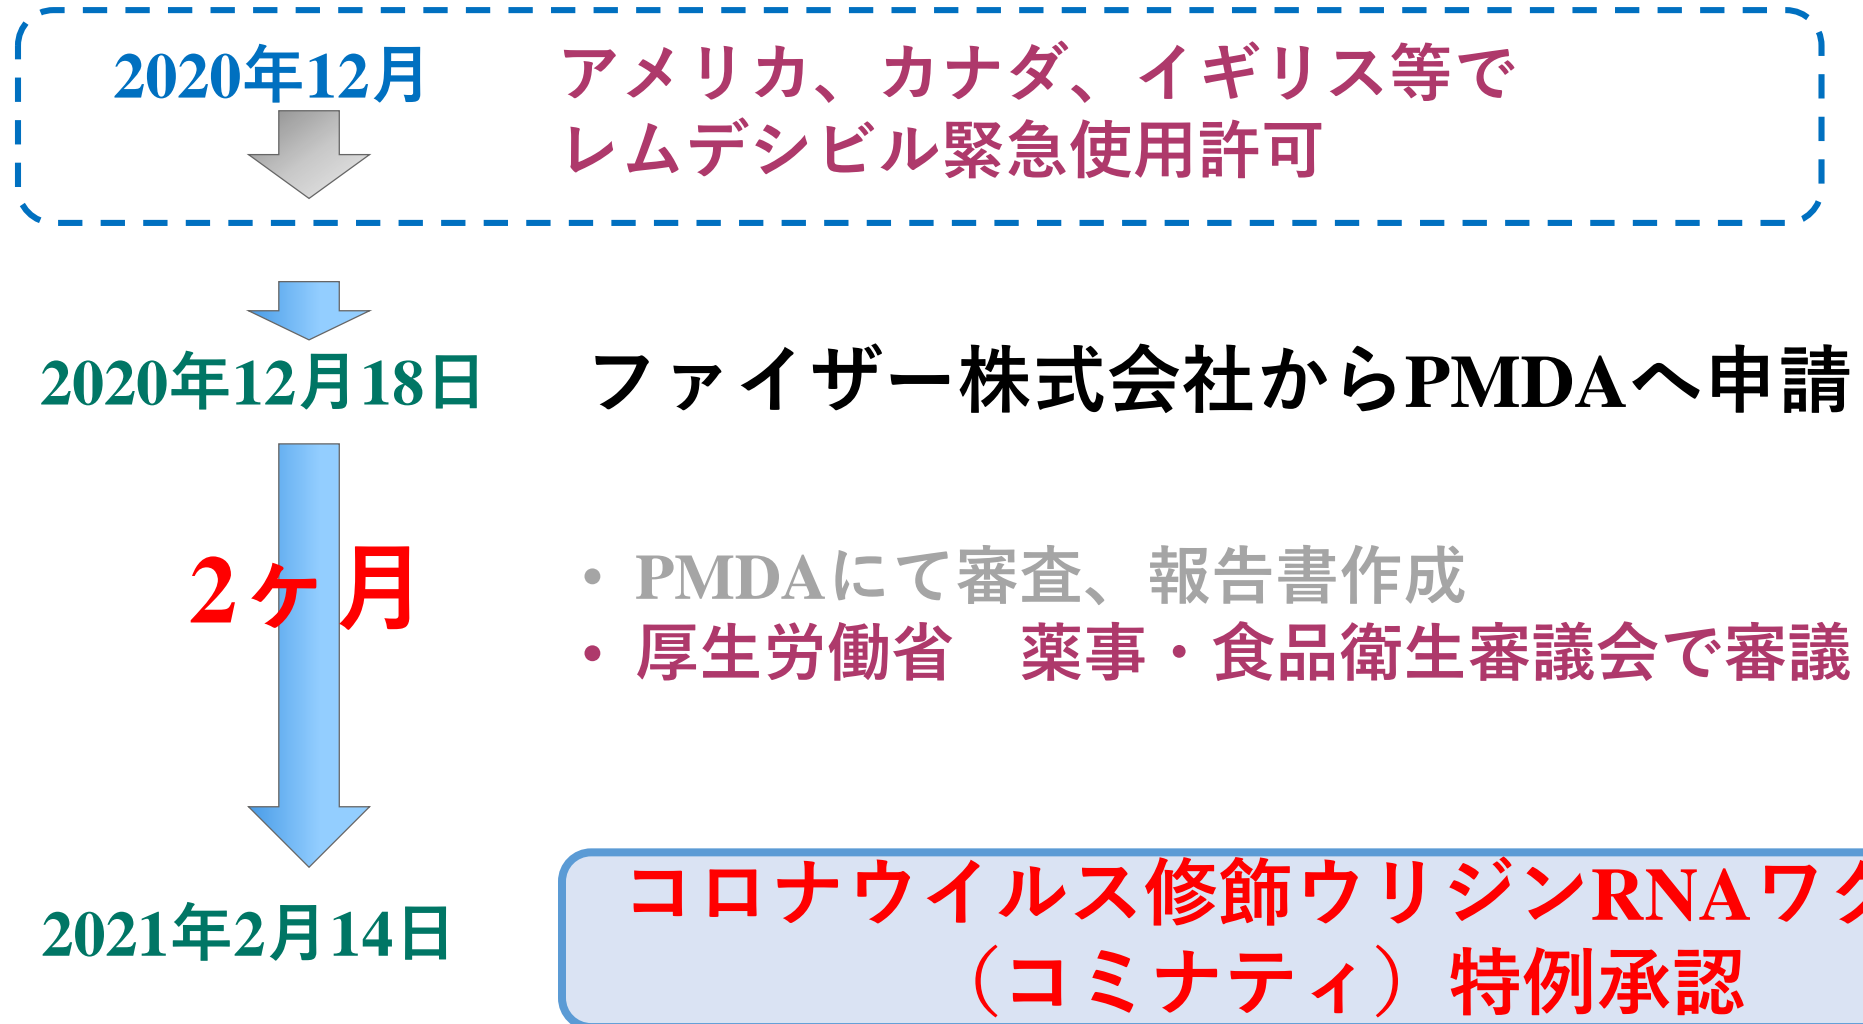 2020年12月
アメリカ、カナダ、イギリス等で
レムデシビル緊急使用許可
2020年12月18日
ファイザー株式会社からPMDAへ申請
2ヶ月
• PMDAにて審査、報告書作成
• 厚生労働省　薬事・食品衛生審議会で審議
2021年2月14日
コロナウイルス修飾ウリジンRNAワク
（コミナティ）特例承認